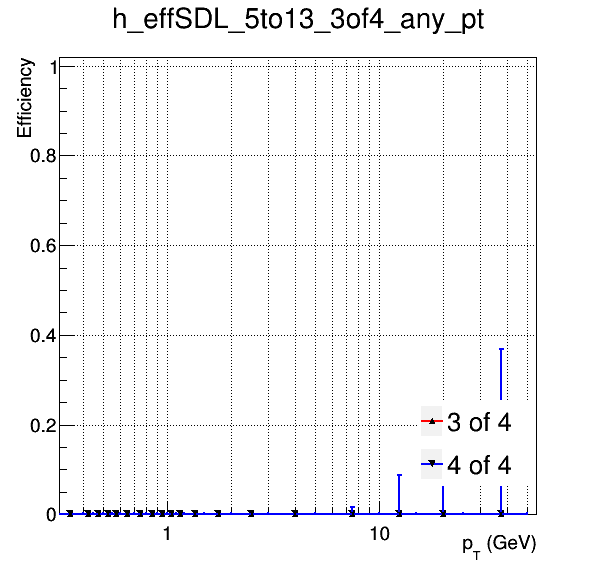 h_effSDL_5to13_3of4_any_pt
Efficiency
1
0.8
0.6
0.4
0.2
0
3 of 4
4 of 4
1
10
p_T (GeV)